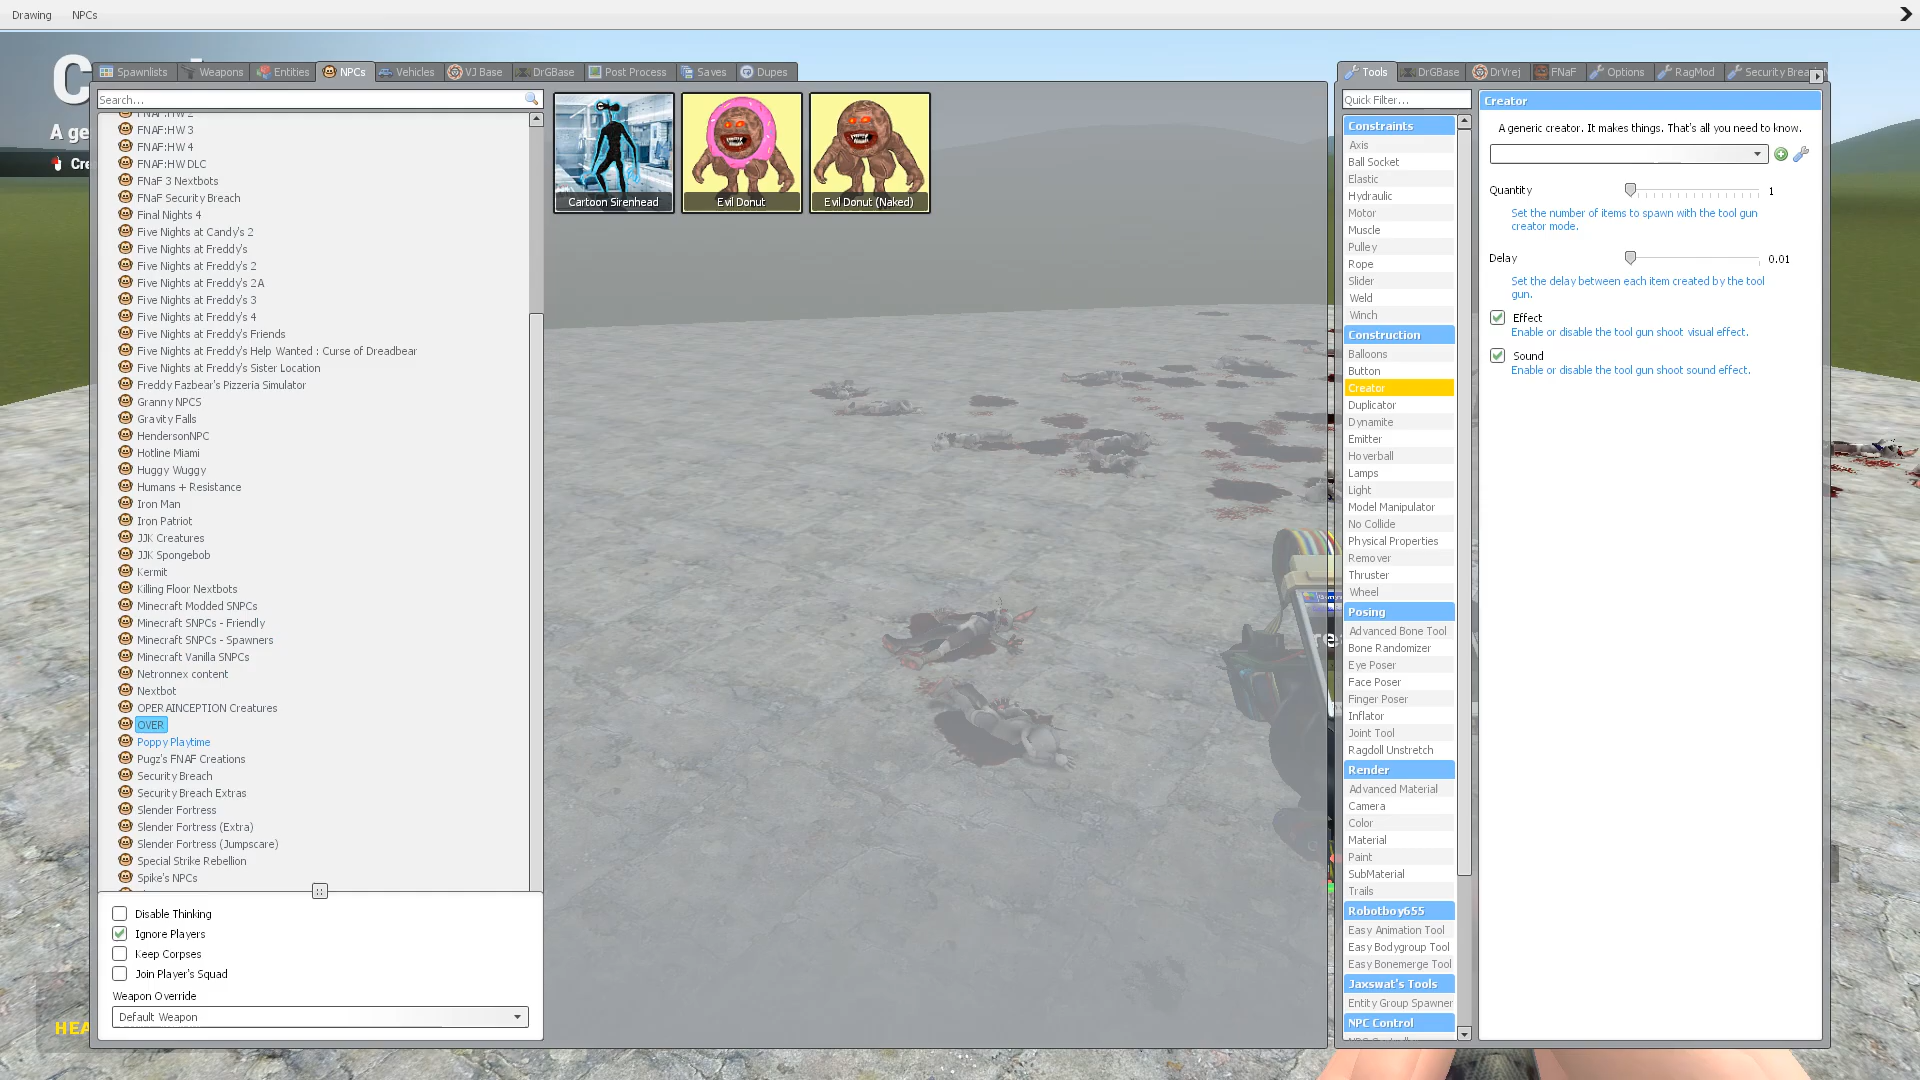 Drawing
NPCs
C
A ge
Cre
Spawnlists
Weapons
Entities
NPCs
Vehicles
VJ Base
DrGBase
Post Process
Saves
Dupes
Search...
FNAF:HW 2
FNAF:HW 3
FNAF:HW 4
FNAF:HW DLC
FNaF 3 Nextbots
FNaF Security Breach
Final Nights 4
Five Nights at Candy's 2
Five Nights at Freddy's
Five Nights at Freddy's 2
Five Nights at Freddy's 2A
Five Nights at Freddy's 3
Five Nights at Freddy's 4
Five Nights at Freddy's Friends
Five Nights at Freddy's Help Wanted : Curse of Dreadbear
Five Nights at Freddy's Sister Location
Freddy Fazbear's Pizzeria Simulator
Granny NPCS
Gravity Falls
HendersonNPC
Hotline Miami
Huggy Wuggy
Humans + Resistance
Iron Man
Iron Patriot
JJK Creatures
JJK Spongebob
Kermit
Killing Floor Nextbots
Minecraft Modded SNPCs
Minecraft SNPCs - Friendly
Minecraft SNPCs - Spawners
Minecraft Vanilla SNPCs
Netronnex content
Nextbot
OPERAINCEPTION Creatures
OVER
Poppy Playtime
Pugz's FNAF Creations
Security Breach
Security Breach Extras
Slender Fortress
Slender Fortress (Extra)
Slender Fortress (Jumpscare)
Special Strike Rebellion
Spike's NPCs
Disable Thinking
Ignore Players
Keep Corpses
Join Player's Squad
Weapon Override
Default Weapon
HEA
Cartoon Sirenhead
Evil Donut
Evil Donut (Naked)
Tools
DrGBase
DrVrej
FNaF
Options
RagMod
Security Brea
Quick Filter...
Constraints
Axis
Ball Socket
Elastic
Hydraulic
Motor
Muscle
Pulley
Rope
Slider
Weld
Winch
Construction
Balloons
Button
Creator
Duplicator
Dynamite
Emitter
Hoverball
Lamps
Light
Model Manipulator
No Collide
Physical Properties
Remover
Thruster
Wheel
Posing
Advanced Bone Tool
Bone Randomizer
Eye Poser
Face Poser
Finger Poser
Inflator
Joint Tool
Ragdoll Unstretch
Render
Advanced Material
Camera
Color
Material
Paint
SubMaterial
Trails
Robotboy655
Easy Animation Tool
Easy Bodygroup Tool
Easy Bonemerge Tool
Jaxswat's Tools
Entity Group Spawner
NPC Control
Creator
A generic creator. It makes things. That's all you need to know.
Quantity
1
Set the number of items to spawn with the tool gun
creator mode.
Delay
0.01
Set the delay between each item created by the tool
gun.
Effect
Enable or disable the tool gun shoot visual effect.
Sound
Enable or disable the tool gun shoot sound effect.